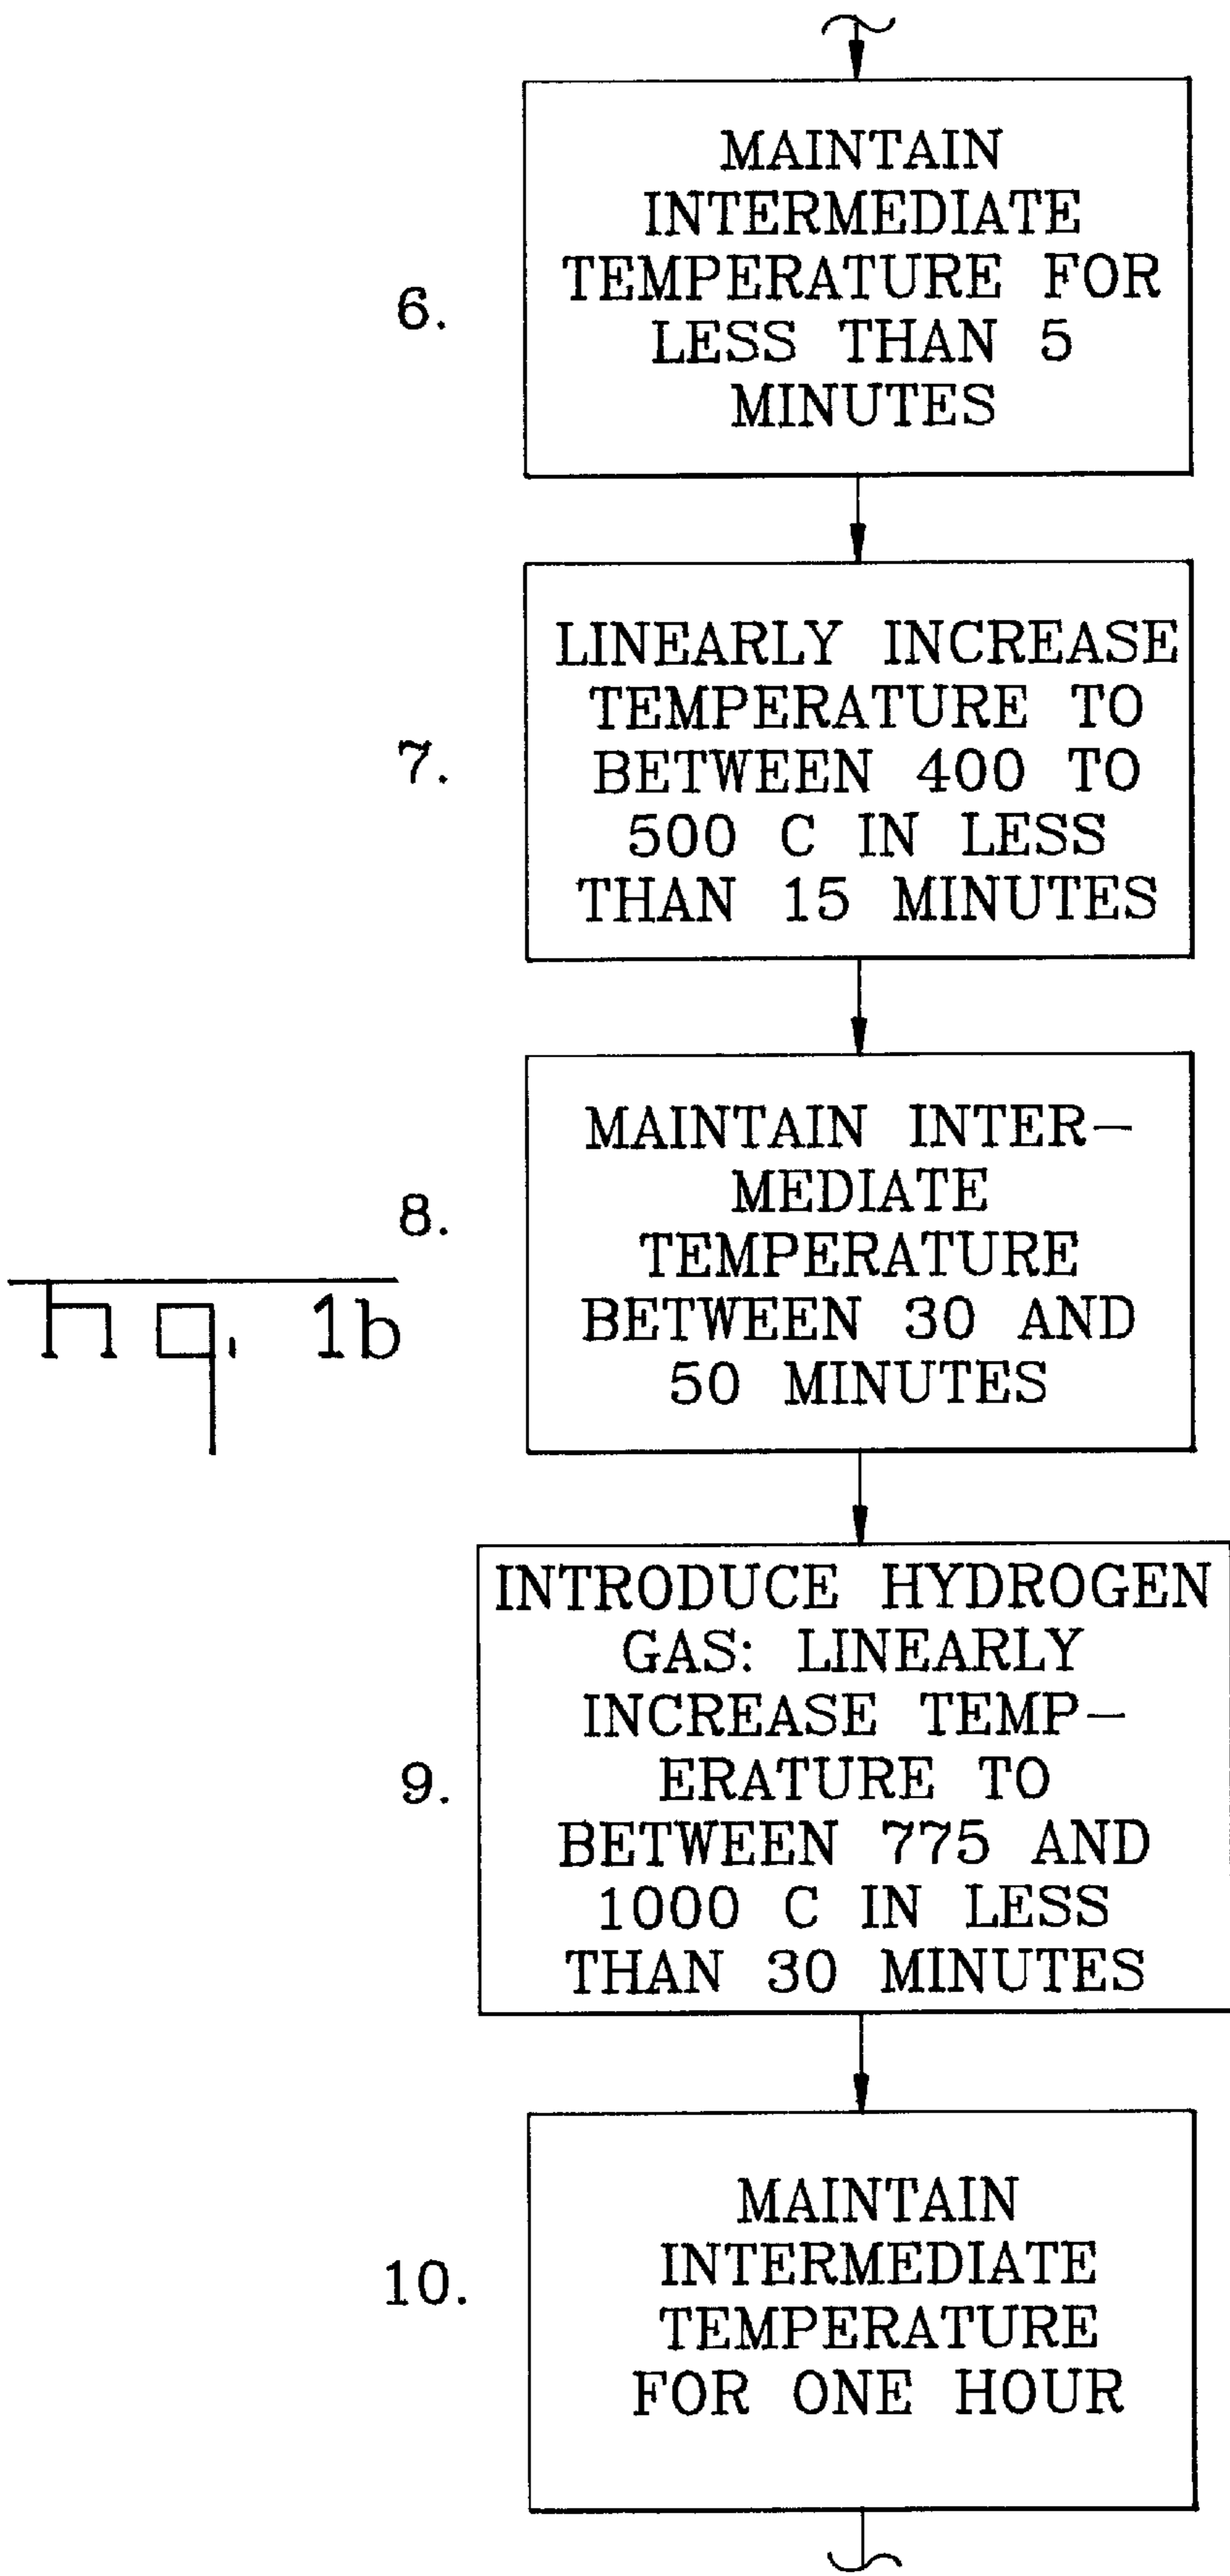 6.
MAINTAIN
INTERMEDIATE
TEMPERATURE FOR
LESS THAN 5
MINUTES
7.
LINEARLY INCREASE
TEMPERATURE TO
BETWEEN 400 TO
500 C IN LESS
THAN 15 MINUTES
8.
MAINTAIN INTER-
MEDIATE
TEMPERATURE
BETWEEN 30 AND
50 MINUTES
1b
9.
INTRODUCE HYDROGEN
GAS: LINEARLY
INCREASE TEMP-
ERATURE TO
BETWEEN 775 AND
1000 C IN LESS
THAN 30 MINUTES
10.
MAINTAIN
INTERMEDIATE
TEMPERATURE
FOR ONE HOUR